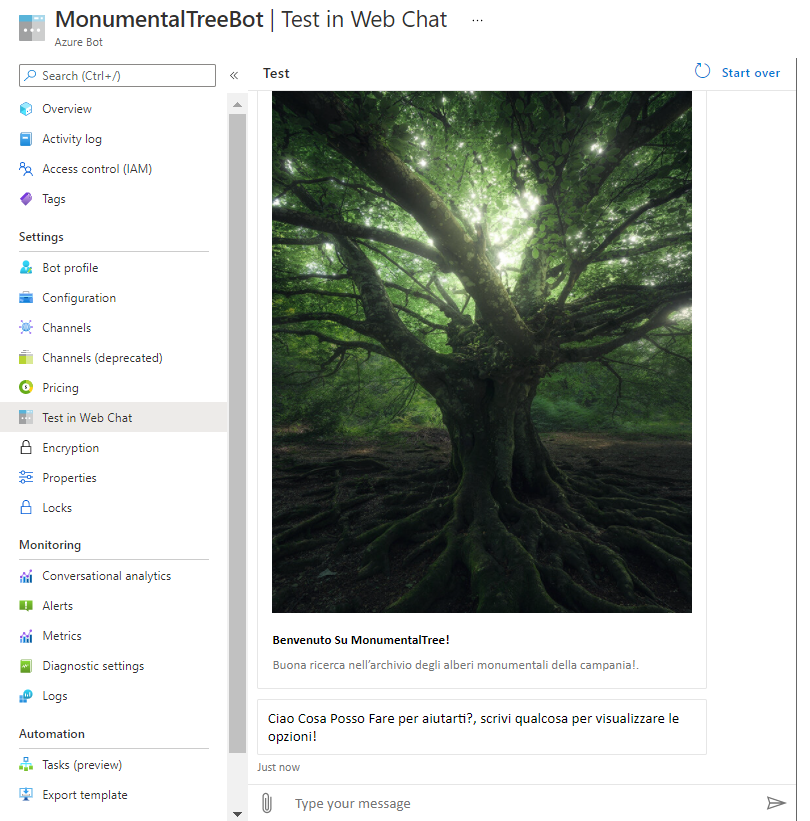 MonumentalTreeBot | Test in Web Chat ...
Azure Bot
Search (Ctrl+/)
«
Overview
Activity log
Access control (IAM)
Tags
Settings
Bot profile
Configuration
Channels
Channels (deprecated)
Pricing
Test in Web Chat
Encryption
Properties
Locks
Monitoring
Conversational analytics
Alerts
Metrics
Diagnostic settings
Logs
Automation
Tasks (preview)
Export template
Test
Start over
Benvenuto Su MonumentalTree!
Buona ricerca nell'archivio degli alberi monumentali della campania!.
Ciao Cosa Posso Fare per aiutarti?, scrivi qualcosa per visualizzare le
opzioni!
Just now
Type your message